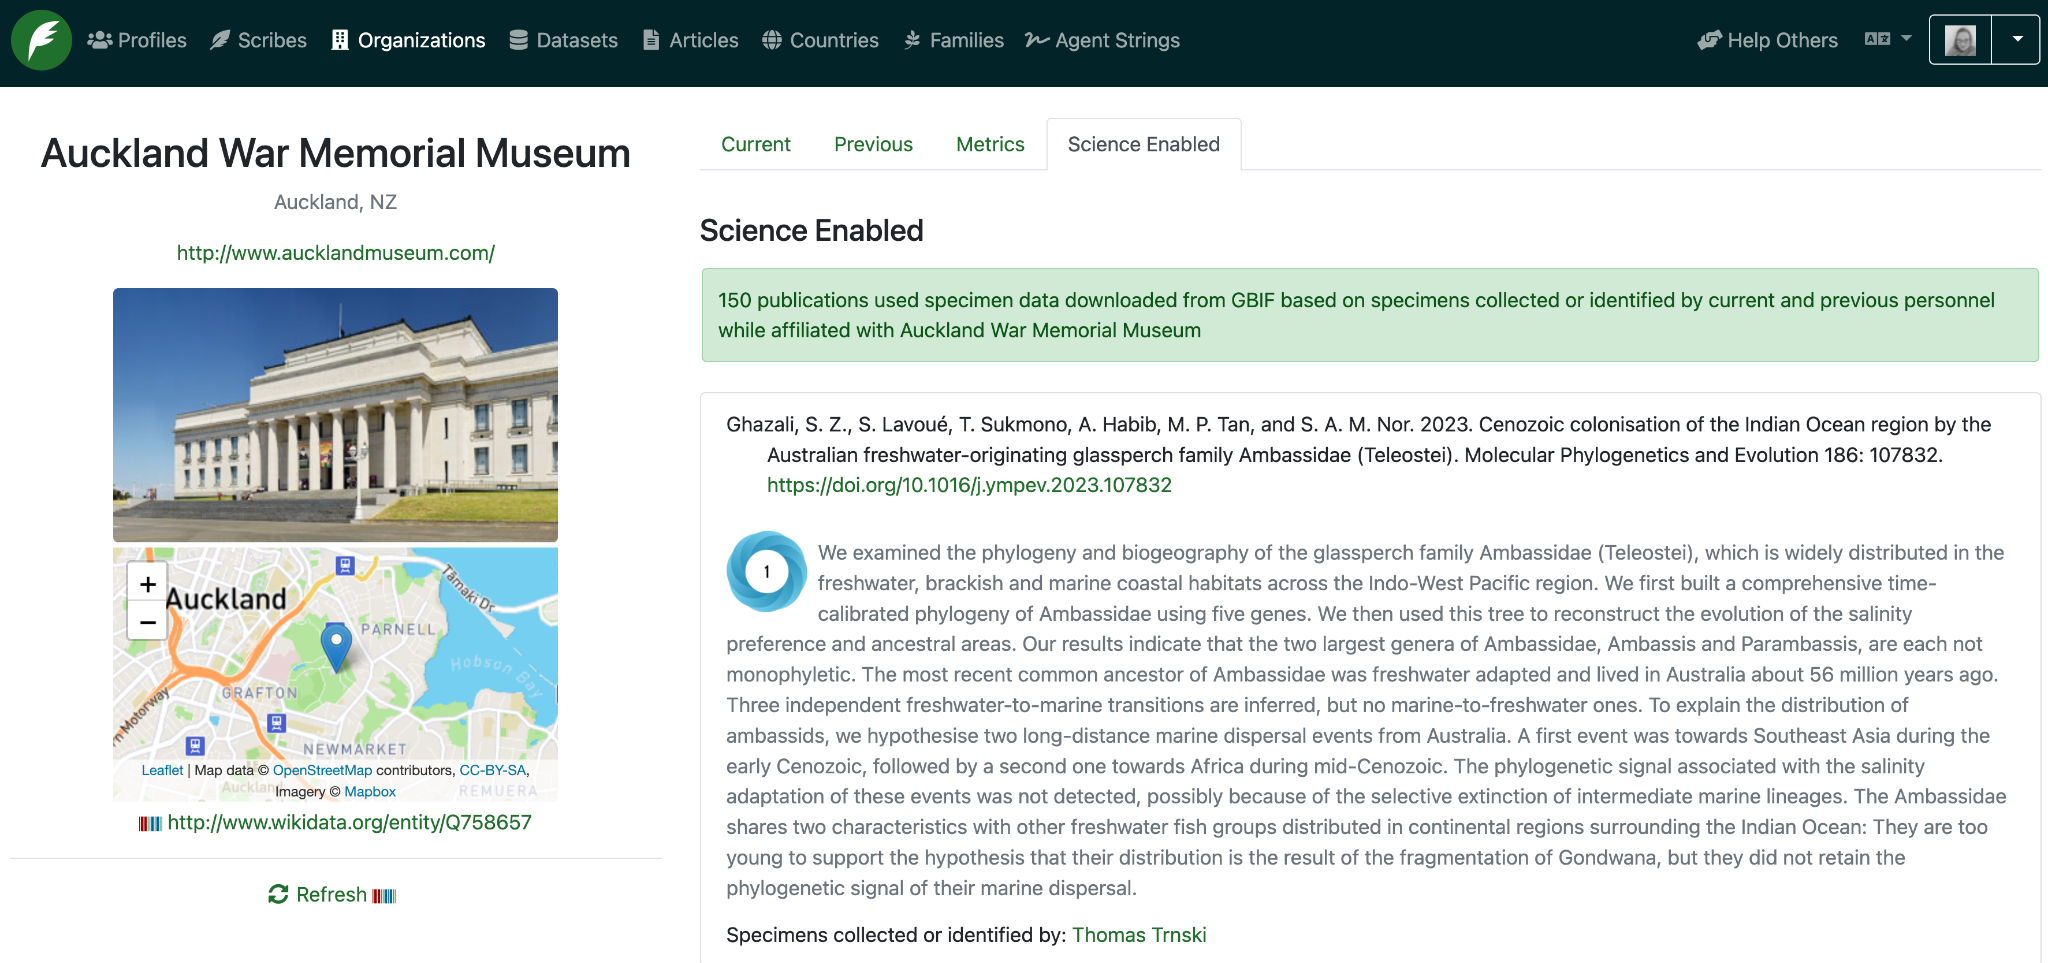 Profiles Scribes Organizations Datasets Articles Countries Families Agent Strings Help Others
Auckland War Memorial Museum
Auckland, NZ
http://www.aucklandmuseum.com/
+
−
Auckland
Tāmaki Dr
PARNELL
Hobson Bay
GRAFTON
NEWMARKET
REMUERA
Leaflet | Map data © OpenStreetMap contributors, CC-BY-SA,
Imagery © Mapbox
http://www.wikidata.org/entity/Q758657
Refresh
Current Previous Metrics Science Enabled
Science Enabled
150 publications used specimen data downloaded from GBIF based on specimens collected or identified by current and previous personnel
while affiliated with Auckland War Memorial Museum
Ghazali, S. Z., S. Lavoué, T. Sukmono, A. Habib, M. P. Tan, and S. A. M. Nor. 2023. Cenozoic colonisation of the Indian Ocean region by the
Australian freshwater-originating glassperch family Ambassidae (Teleostei). Molecular Phylogenetics and Evolution 186: 107832.
https://doi.org/10.1016/j.ympev.2023.107832
1
We examined the phylogeny and biogeography of the glassperch family Ambassidae (Teleostei), which is widely distributed in the
freshwater, brackish and marine coastal habitats across the Indo-West Pacific region. We first built a comprehensive time-
calibrated phylogeny of Ambassidae using five genes. We then used this tree to reconstruct the evolution of the salinity
preference and ancestral areas. Our results indicate that the two largest genera of Ambassidae, Ambassis and Parambassis, are each not
monophyletic. The most recent common ancestor of Ambassidae was freshwater adapted and lived in Australia about 56 million years ago.
Three independent freshwater-to-marine transitions are inferred, but no marine-to-freshwater ones. To explain the distribution of
ambassids, we hypothesise two long-distance marine dispersal events from Australia. A first event was towards Southeast Asia during the
early Cenozoic, followed by a second one towards Africa during mid-Cenozoic. The phylogenetic signal associated with the salinity
adaptation of these events was not detected, possibly because of the selective extinction of intermediate marine lineages. The Ambassidae
shares two characteristics with other freshwater fish groups distributed in continental regions surrounding the Indian Ocean: They are too
young to support the hypothesis that their distribution is the result of the fragmentation of Gondwana, but they did not retain the
phylogenetic signal of their marine dispersal.
Specimens collected or identified by: Thomas Trnski